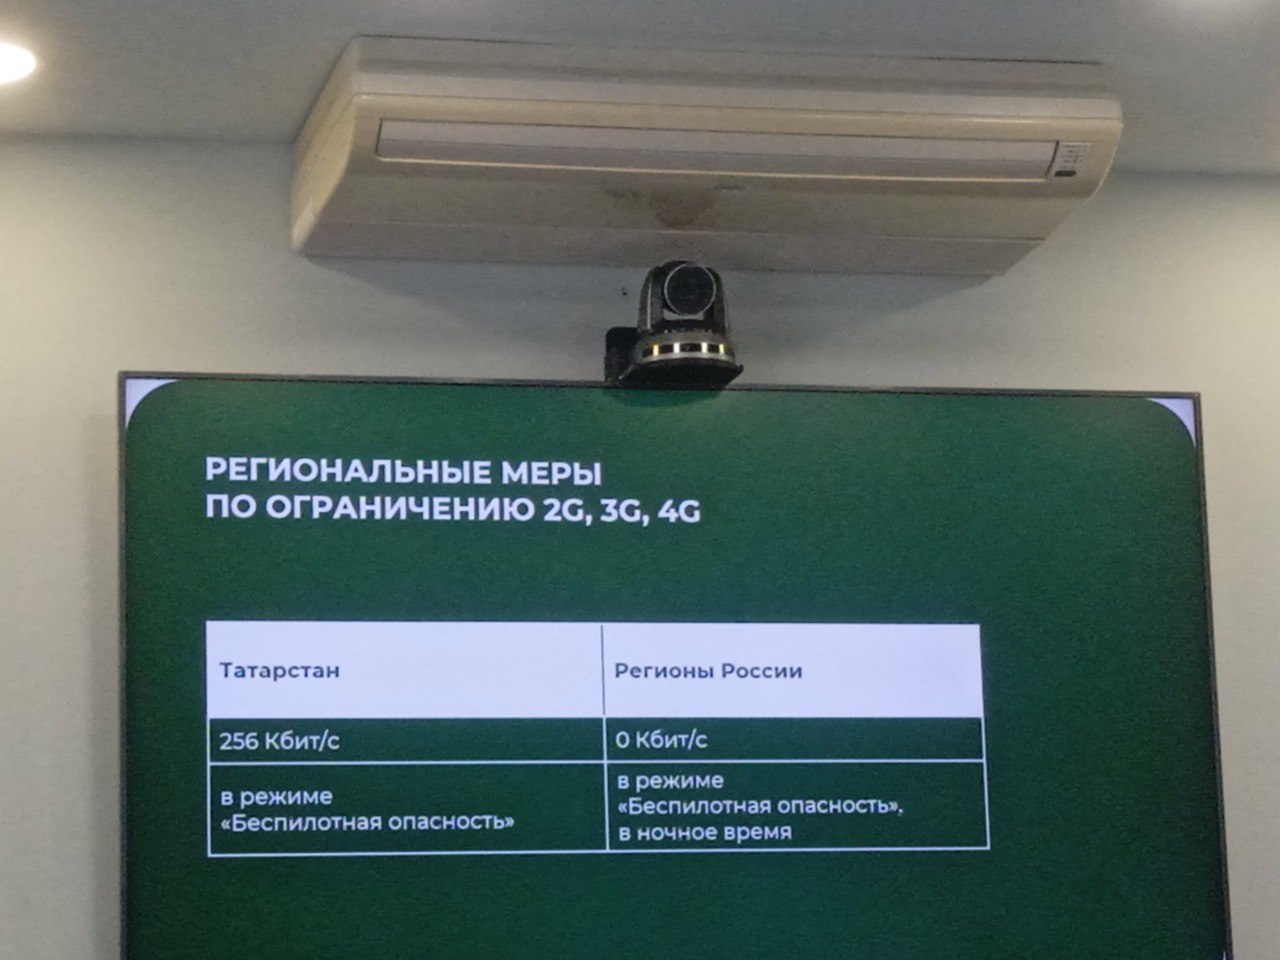 РЕГИОНАЛЬНЫЕ МЕРЫ
ПО ОГРАНИЧЕНИЮ 2G, 3G, 4G
Татарстан
Регионы России
256 Кбит/с
0 Кбит/с
в режиме
«Беспилотная опасность»
в режиме
«Беспилотная опасность»,
в ночное время